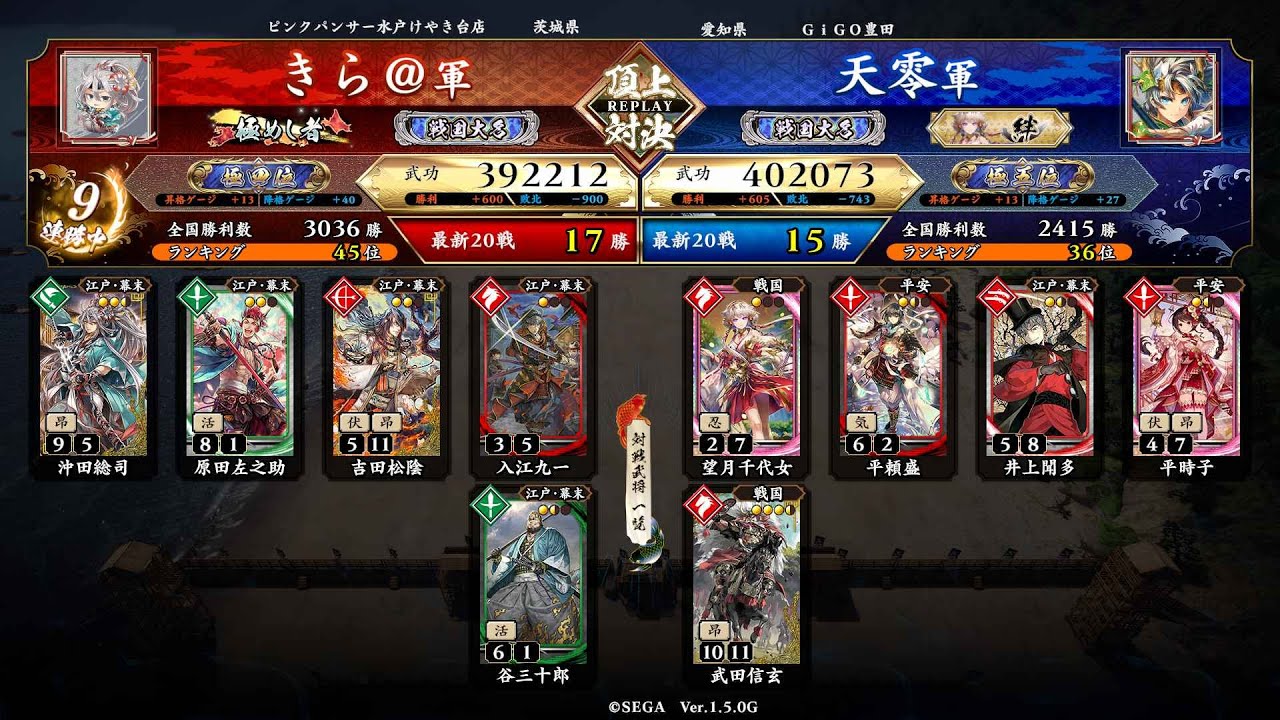 ピンクパンサー水戸けやき台店 茨城県 愛知県 GiGO豊田
きら@軍 頂上 REPLAY 対決 天零軍
極めし者 戦国大名 戦国大名 絆
9連勝中
極四位 武功 392212 武功 402073 極五位
昇格ゲージ +13 降格ゲージ +40 勝利 +600 敗北 -900 勝利 +605 敗北 -743 昇格ゲージ +13 降格ゲージ +27
全国勝利数 3036勝 最新20戦 17勝 最新20戦 15勝 全国勝利数 2415勝
ランキング 45位 ランキング 36位
江戸・幕末 江戸・幕末 江戸・幕末 江戸・幕末 戦国 平安 江戸・幕末 平安
昂 活 伏 昂 忍 気 伏 昂
9 5 8 1 5 11 3 5 2 7 6 2 5 8 4 7
沖田総司 原田左之助 吉田松陰 入江九一 望月千代女 平頼盛 井上聞多 平時子
対戦武将一覧
江戸・幕末 戦国
活 昂
6 1 10 11
谷三十郎 武田信玄
©SEGA Ver.1.5.0G